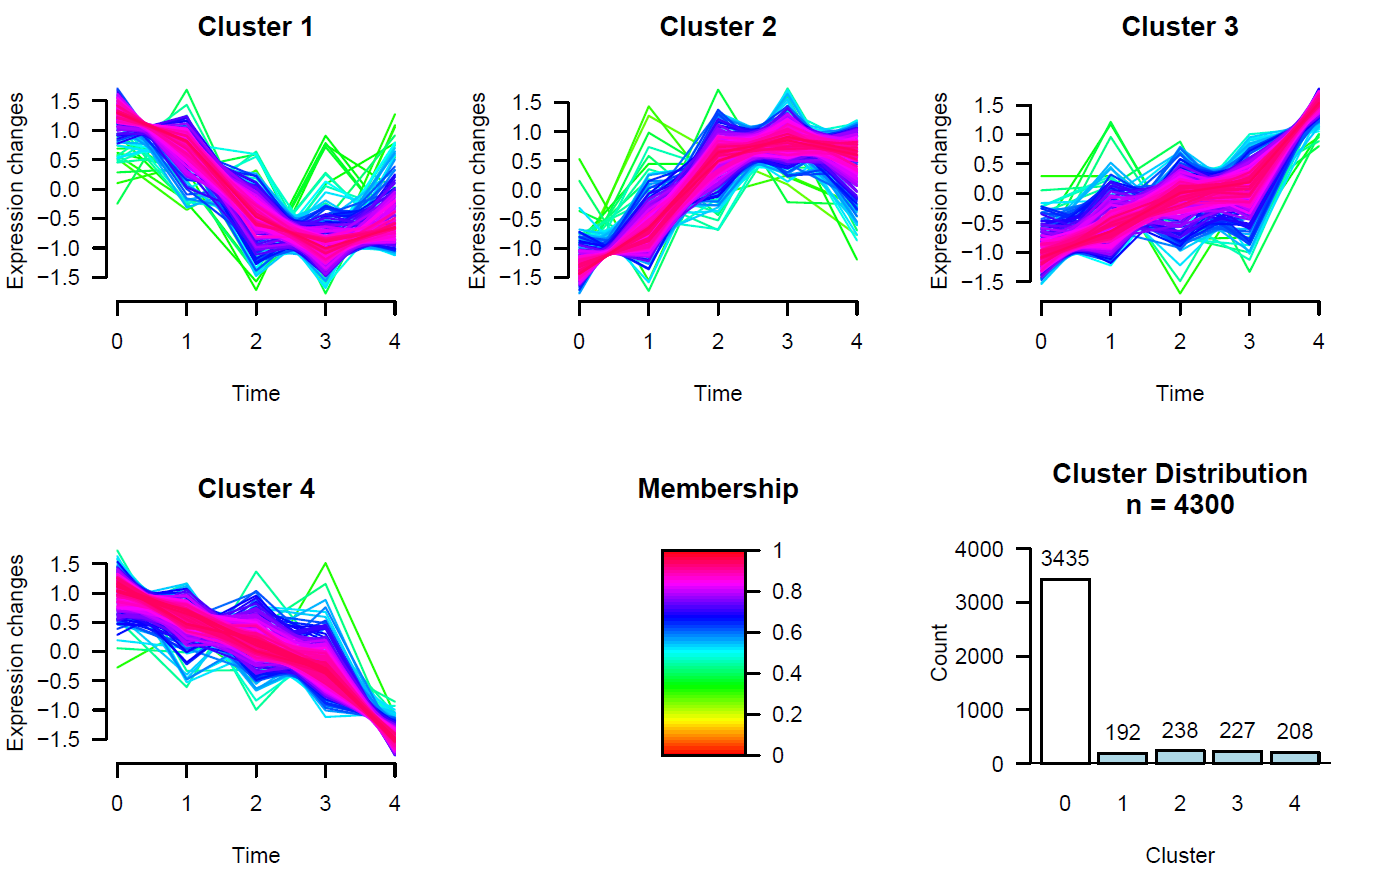 Cluster 1
Expression changes
1.5
1.0
0.5
0.0
−0.5
−1.0
−1.5
0 1 2 3 4
Time
Cluster 2
Expression changes
1.5
1.0
0.5
0.0
−0.5
−1.0
−1.5
0 1 2 3 4
Time
Cluster 3
Expression changes
1.5
1.0
0.5
0.0
−0.5
−1.0
−1.5
0 1 2 3 4
Time
Cluster 4
Expression changes
1.5
1.0
0.5
0.0
−0.5
−1.0
−1.5
0 1 2 3 4
Time
Membership
1
0.8
0.6
0.4
0.2
0
Cluster Distribution
n = 4300
Count
4000
3000
2000
1000
0
3435 192 238 227 208
0 1 2 3 4
Cluster